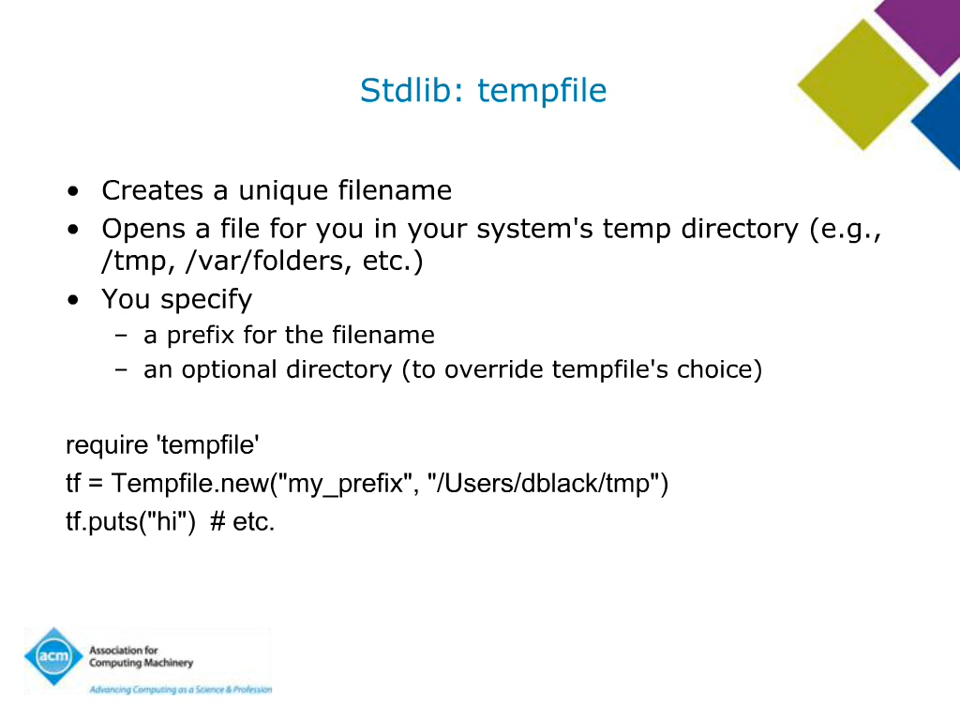 Stdlib: tempfile
• Creates a unique filename
• Opens a file for you in your system's temp directory (e.g.,
/tmp, /var/folders, etc.)
• You specify
– a prefix for the filename
– an optional directory (to override tempfile's choice)
require 'tempfile'
tf = Tempfile.new("my_prefix", "/Users/dblack/tmp")
tf.puts("hi")  # etc.
acm
Association for
Computing Machinery
Advancing Computing as a Science & Profession